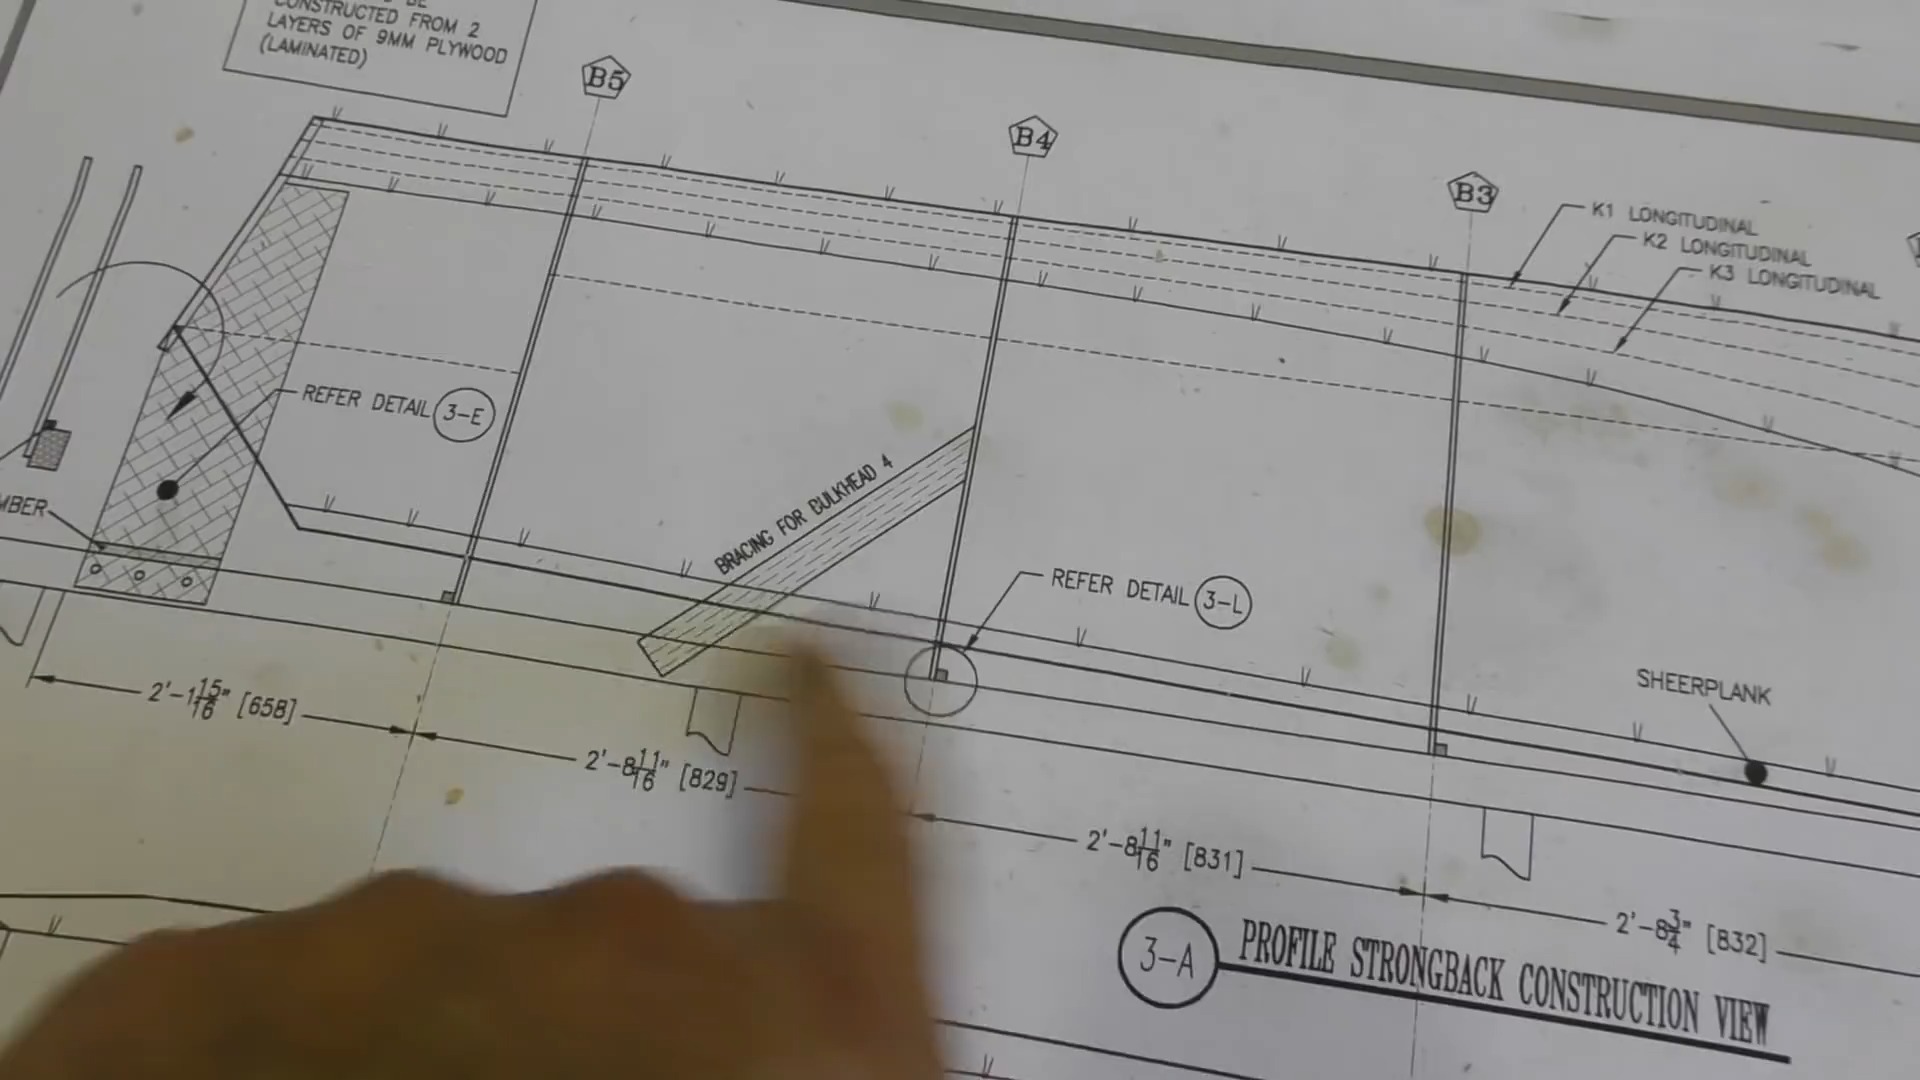 CONSTRUCTED FROM 2
LAYERS OF 9MM PLYWOOD
(LAMINATED)
B5
B4
B3
K1 LONGITUDINAL
K2 LONGITUDINAL
K3 LONGITUDINAL
REFER DETAIL 3-E
BRACING FOR BULKHEAD 4
REFER DETAIL 3-L
SHEERPLANK
2'-1 15/16" [658]
2'-8 11/16" [829]
2'-8 11/16" [831]
2'-8 3/4" [832]
3-A PROFILE STRONGBACK CONSTRUCTION VIEW